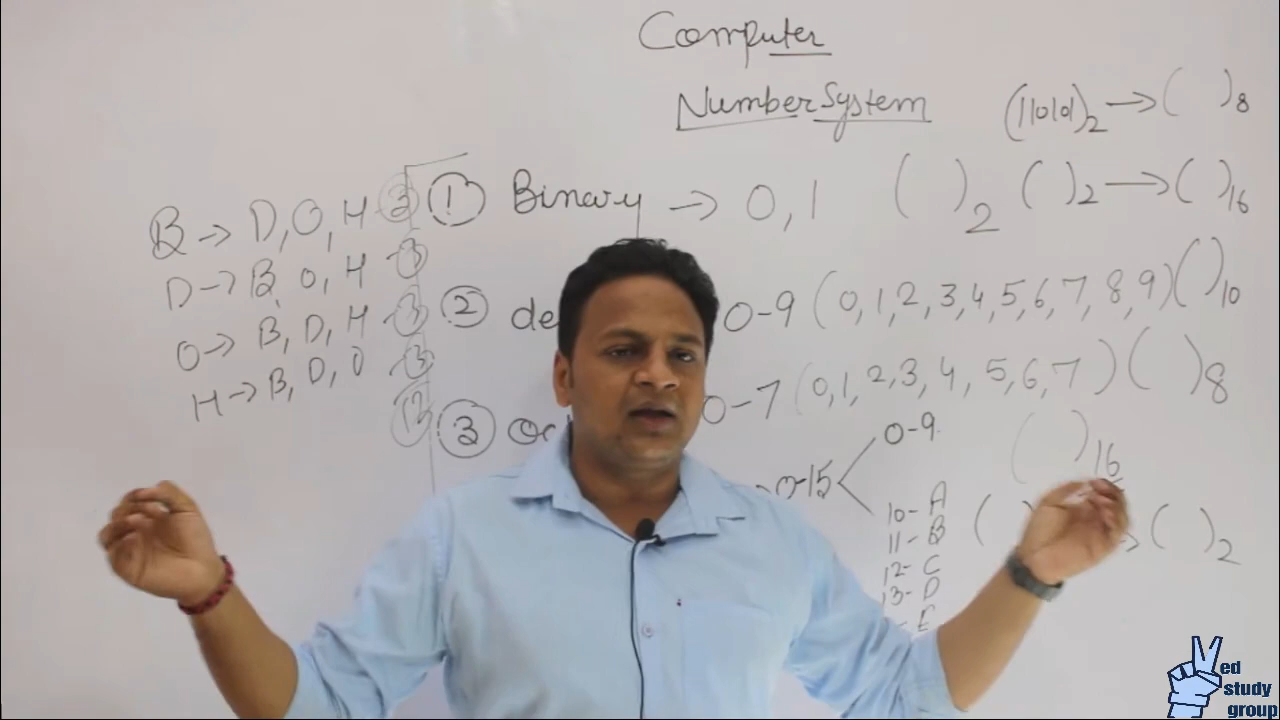 Computer
Number System
(11010)₂ → ( )₈
① Binary → 0, 1 ( )₂ ( )₂ → ( )₁₆
② de 0-9 (0,1,2,3,4,5,6,7,8,9) ( )₁₀
③ Oc 0-7 (0,1,2,3,4,5,6,7) ( )₈
0-15 0-9 ( )₁₆
10- A
11- B ( ) → ( )₂
12- C
13- D
- E
B → D, O, H ③
D → B, O, H ③
O → B, D, H ③
H → B, D, O ③
⑫
Ved
study
group